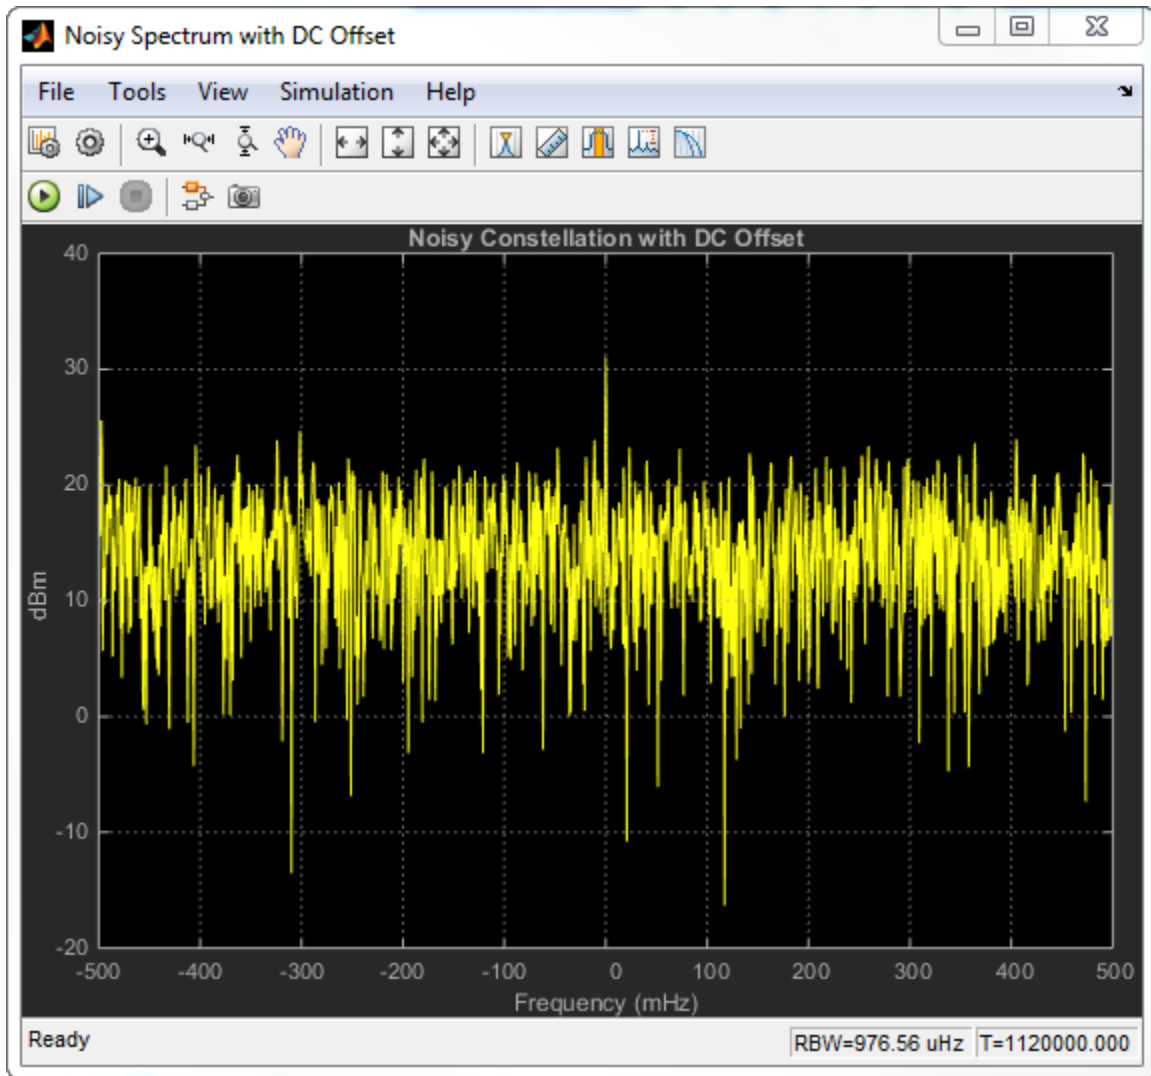 Noisy Spectrum with DC Offset
File Tools View Simulation Help
Noisy Constellation with DC Offset
40
30
20
10
0
-10
-20
dBm
-500 -400 -300 -200 -100 0 100 200 300 400 500
Frequency (mHz)
Ready RBW=976.56 uHz T=1120000.000